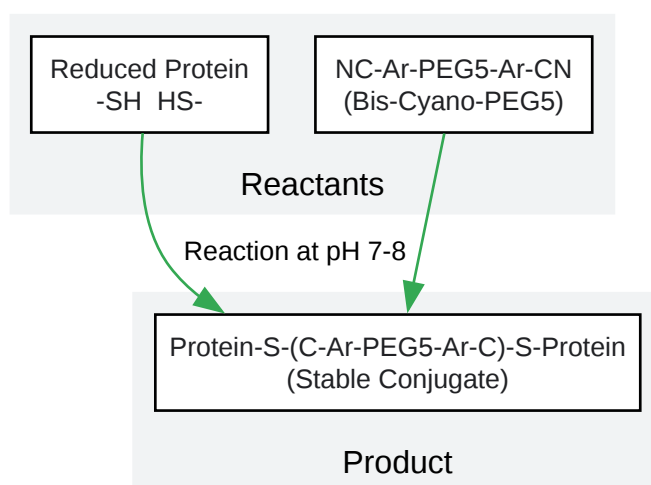 Reduced Protein
-SH  HS-
NC-Ar-PEG5-Ar-CN
(Bis-Cyano-PEG5)
Reactants
Reaction at pH 7-8
Protein-S-(C-Ar-PEG5-Ar-C)-S-Protein
(Stable Conjugate)
Product